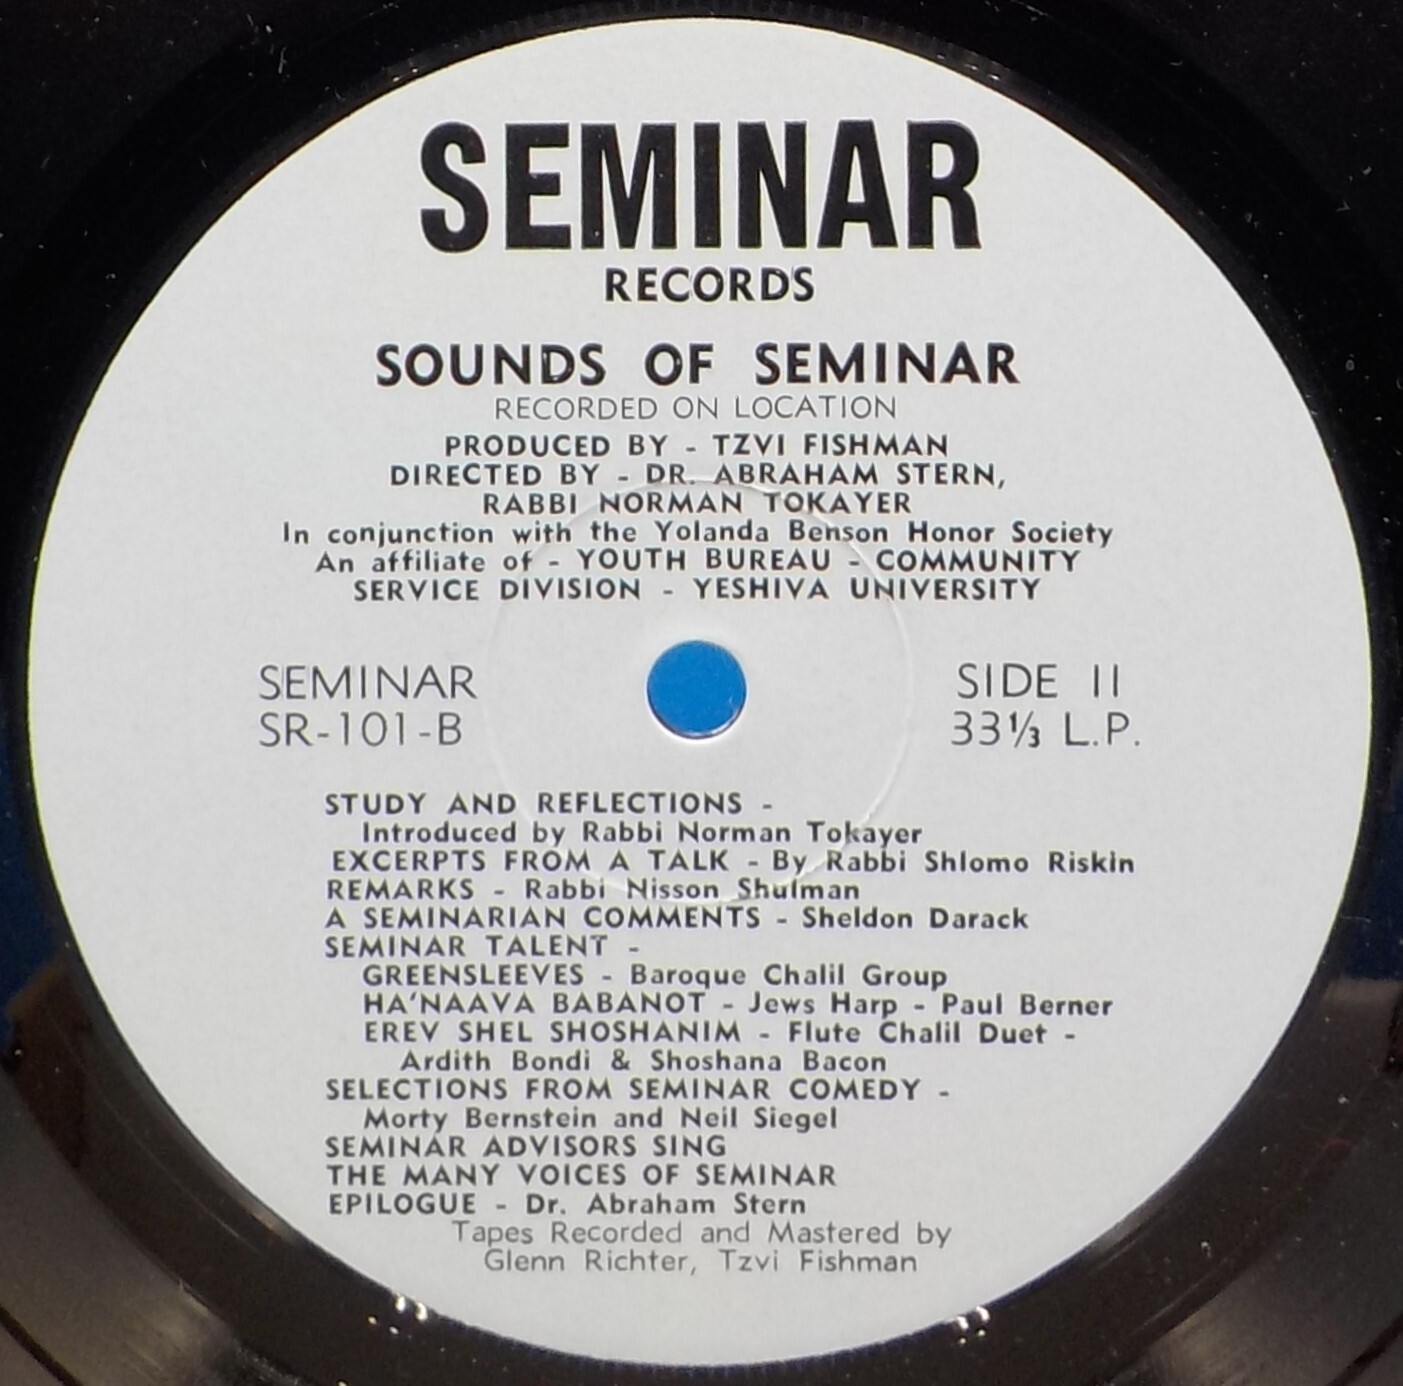 SEMINAR
RECORDS
SOUNDS OF SEMINAR
RECORDED ON LOCATION
PRODUCED BY - TZVI FISHMAN
DIRECTED BY - DR. ABRAHAM STERN,
RABBI NORMAN TOKAYER
In conjunction with the Yolanda Benson Honor Society
An affiliate of - YOUTH BUREAU - COMMUNITY
SERVICE DIVISION - YESHIVA UNIVERSITY
SEMINAR
SR-101-B
SIDE II
33⅓ L.P.
STUDY AND REFLECTIONS -
Introduced by Rabbi Norman Tokayer
EXCERPTS FROM A TALK - By Rabbi Shlomo Riskin
REMARKS - Rabbi Nisson Shulman
A SEMINARIAN COMMENTS - Sheldon Darack
SEMINAR TALENT -
GREENSLEEVES - Baroque Chalil Group
HA'NAAVA BABANOT - Jews Harp - Paul Berner
EREV SHEL SHOSHANIM - Flute Chalil Duet -
Ardith Bondi & Shoshana Bacon
SELECTIONS FROM SEMINAR COMEDY -
Morty Bernstein and Neil Siegel
SEMINAR ADVISORS SING
THE MANY VOICES OF SEMINAR
EPILOGUE - Dr. Abraham Stern
Tapes Recorded and Mastered by
Glenn Richter, Tzvi Fishman